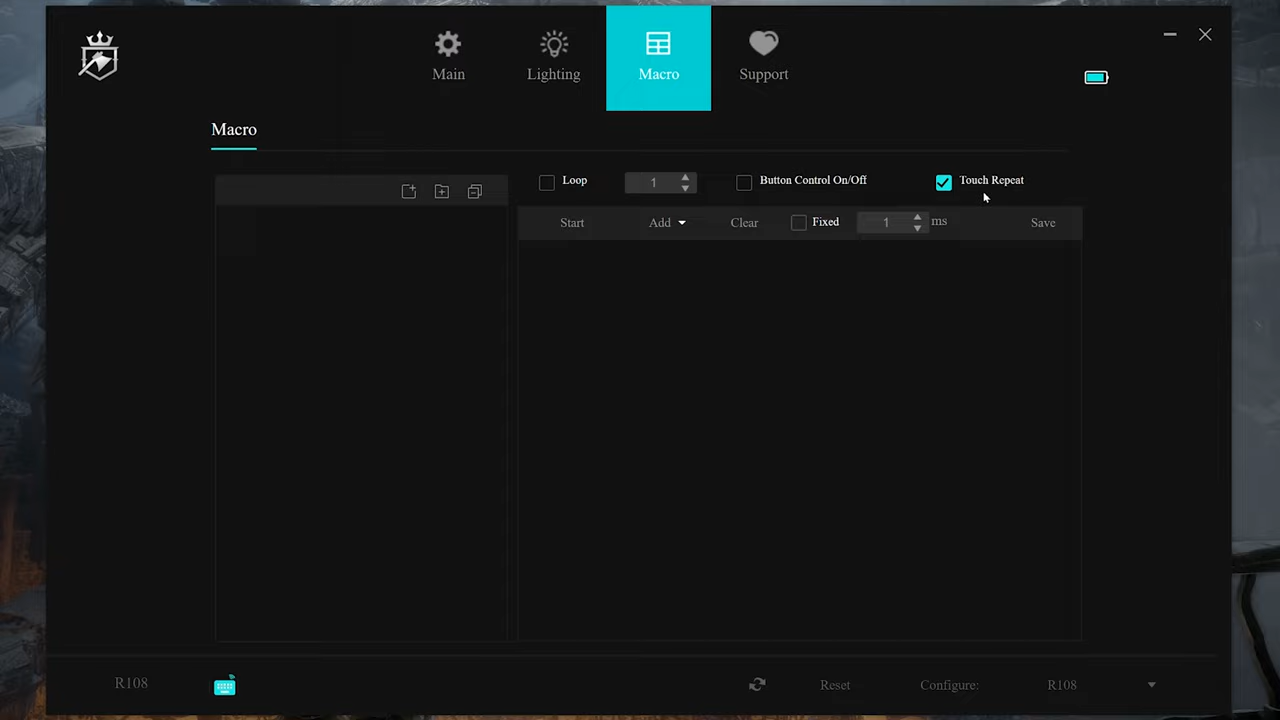 Main
Lighting
Macro
Support
Macro
Loop
1
Button Control On/Off
Touch Repeat
Start
Add
Clear
Fixed
1
ms
Save
R108
Reset
Configure:
R108